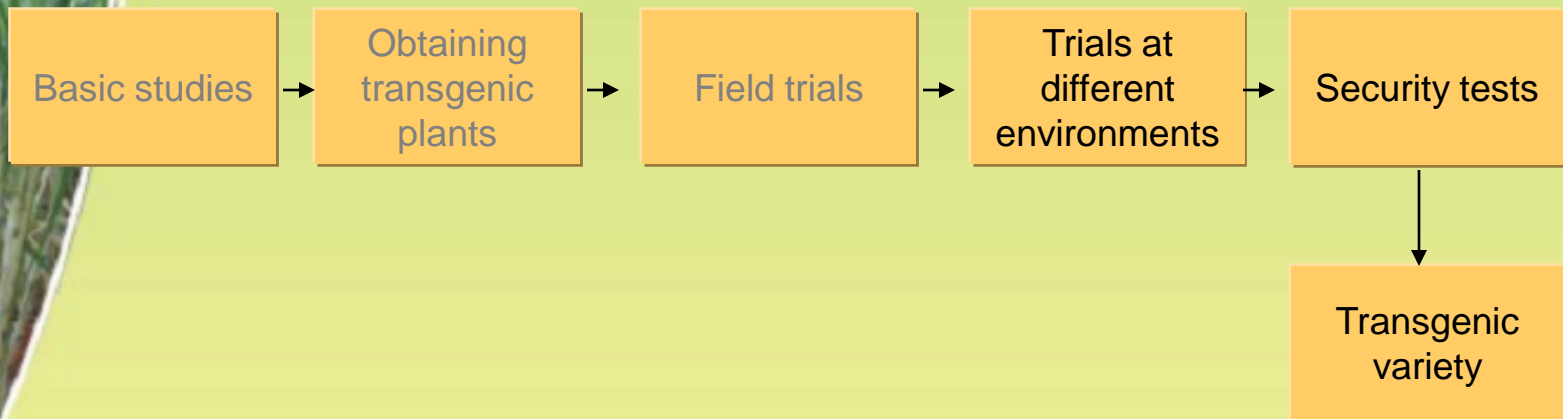 Basic studies
Obtaining
transgenic
plants
Field trials
Trials at
different
environments
Security tests
Transgenic
variety